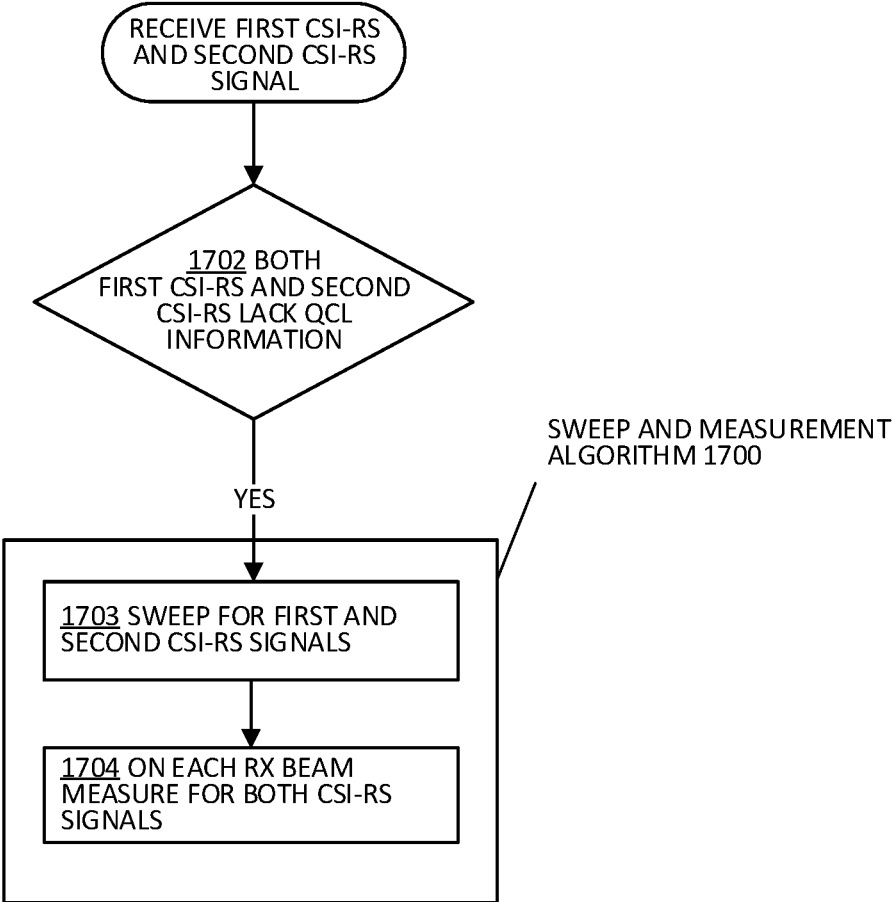 RECEIVE FIRST CSI-RS
AND SECOND CSI-RS
SIGNAL
1702 BOTH
FIRST CSI-RS AND SECOND
CSI-RS LACK QCL
INFORMATION
SWEEP AND MEASUREMENT
ALGORITHM 1700
YES
1703 SWEEP FOR FIRST AND
SECOND CSI-RS SIGNALS
1704 ON EACH RX BEAM
MEASURE FOR BOTH CSI-RS
SIGNALS